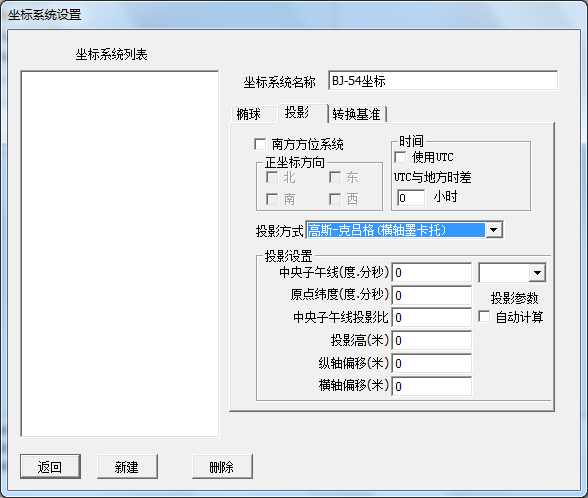 坐标系统设置
坐标系统列表
坐标系统名称 BJ-54坐标
椭球 投影 转换基准
南方方位系统
正坐标方向
北 东
南 西
时间
使用UTC
UTC与地方时差
0 小时
投影方式 高斯-克吕格(横轴墨卡托)
投影设置
中央子午线(度.分秒) 0
原点纬度(度.分秒) 0
投影参数
中央子午线投影比 0
自动计算
投影高(米) 0
纵轴偏移(米) 0
横轴偏移(米) 0
返回 新建 删除